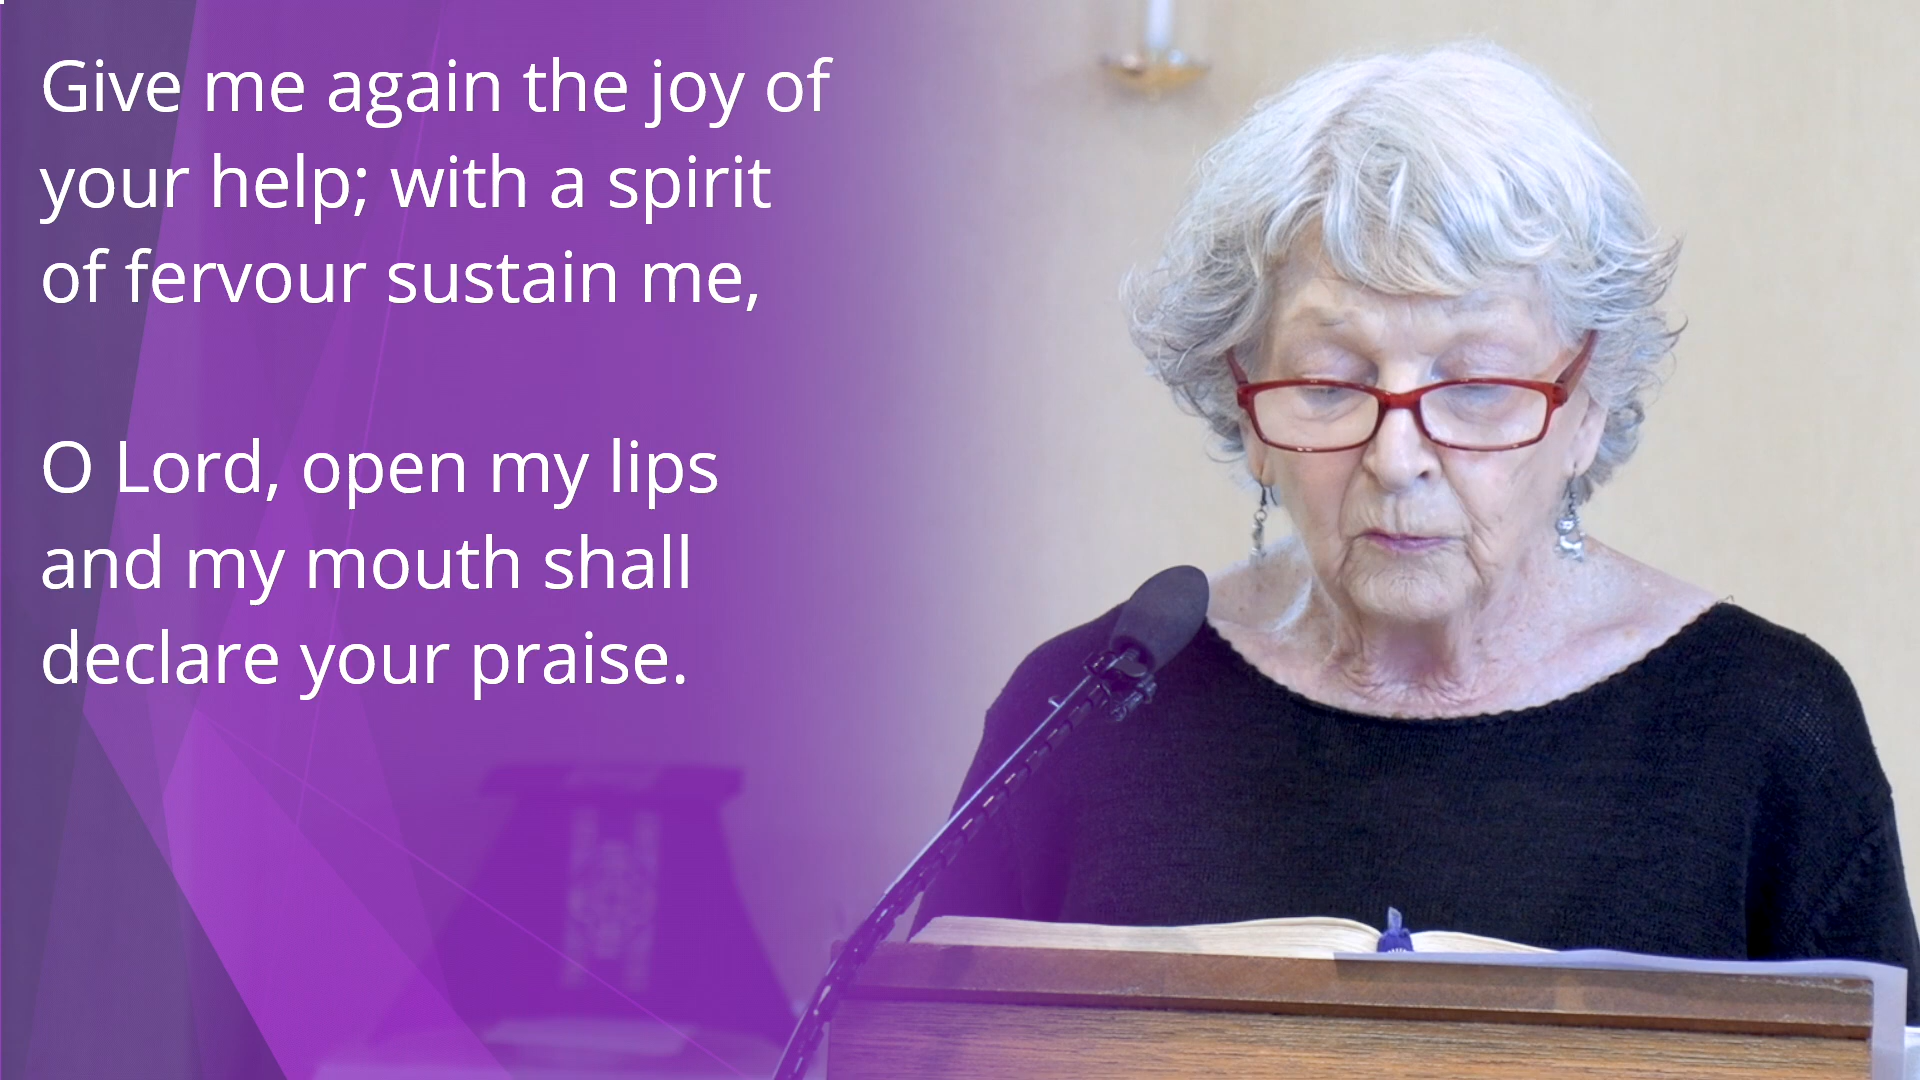 Give me again the joy of
your help; with a spirit
of fervour sustain me,
O Lord, open my lips
and my mouth shall
declare your praise.